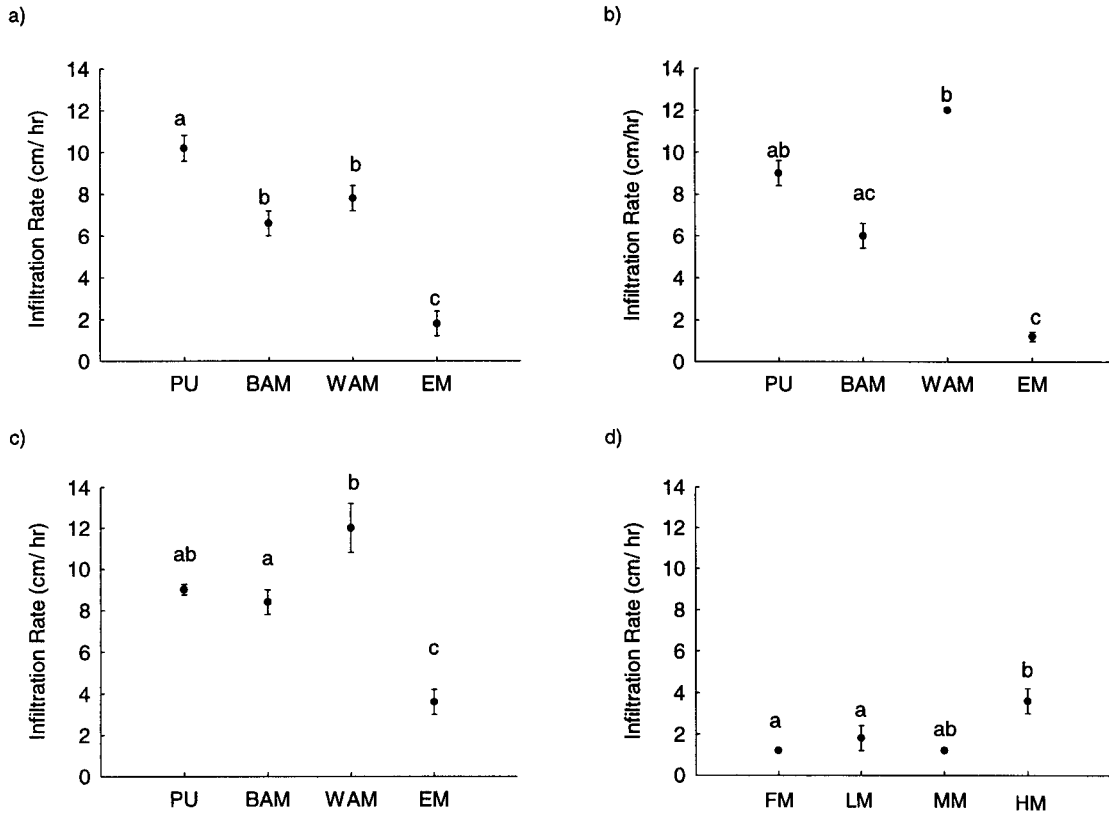 a)
Infiltration Rate (cm/ hr)
14
12
10
8
6
4
2
0
a
b
b
c
PU BAM WAM EM
b)
Infiltration Rate (cm/hr)
14
12
10
8
6
4
2
0
ab
ac
b
c
PU BAM WAM EM
c)
Infiltration Rate (cm/ hr)
14
12
10
8
6
4
2
0
ab
a
b
c
PU BAM WAM EM
d)
Infiltration Rate (cm/ hr)
14
12
10
8
6
4
2
0
a
a
ab
b
FM LM MM HM